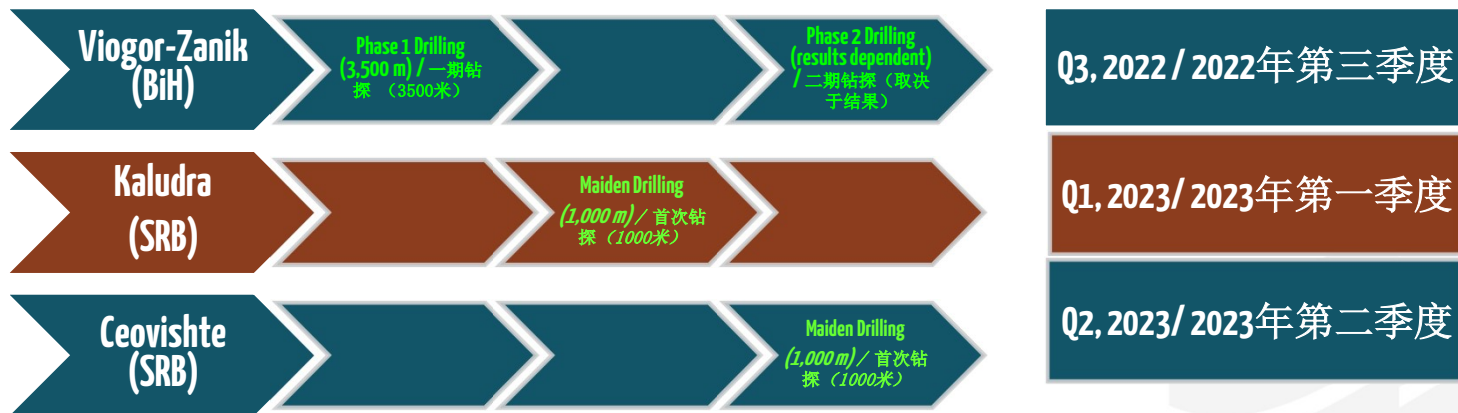 Viogor-Zanik
(BiH)
Phase 1 Drilling
(3,500 m) / 一期钻
探 （3500米）
Phase 2 Drilling
(results dependent)
/ 二期钻探（取决
于结果）
Q3, 2022 / 2022年第三季度
Kaludra
(SRB)
Maiden Drilling
(1,000 m) / 首次钻
探（1000米）
Q1, 2023/ 2023年第一季度
Ceovishte
(SRB)
Maiden Drilling
(1,000 m) / 首次钻
探（1000米）
Q2, 2023/ 2023年第二季度